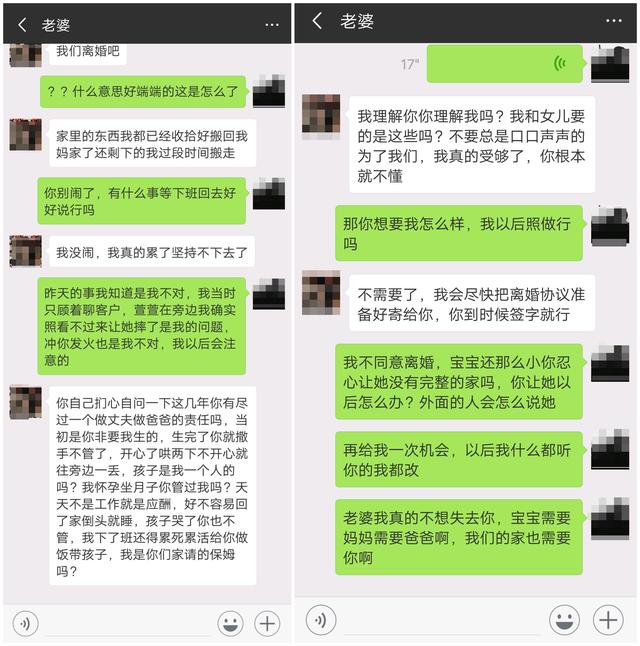 老婆
我们离婚吧
？？什么意思好端端的这是怎么了
家里的东西我都已经收拾好搬回我
妈家了还剩下的我过段时间搬走
你别闹了，有什么事等下班回去好
好说行吗
我没闹，我真的累了坚持不下去了
昨天的事我知道是我不对，我当时
只顾着聊客户，萱萱在旁边我确实
照看不过来让她摔了是我的问题，
冲你发火也是我不对，我以后会注
意的
你自己扪心自问一下这几年你有尽
过一个做丈夫做爸爸的责任吗，当
初是你非要我生的，生完了你就撒
手不管了，开心了哄两下不开心就
往旁边一丢，孩子是我一个人的
吗？我怀孕坐月子你管过我吗？天
天不是工作就是应酬，好不容易回
了家倒头就睡，孩子哭了你也不
管，我下了班还得累死累活给你做
饭带孩子，我是你们家请的保姆
吗？
老婆
17"
我理解你你理解我吗？我和女儿要
的是这些吗？不要总是口口声声的
为了我们，我真的受够了，你根本
就不懂
那你想要我怎么样，我以后照做行
吗
不需要了，我会尽快把离婚协议准
备好寄给你，你到时候签字就行
我不同意离婚，宝宝还那么小你忍
心让她没有完整的家吗，你让她以
后怎么办？外面的人会怎么说她
再给我一次机会，以后我什么都听
你的我都改
老婆我真的不想失去你，宝宝需要
妈妈需要爸爸啊，我们的家也需要
你啊